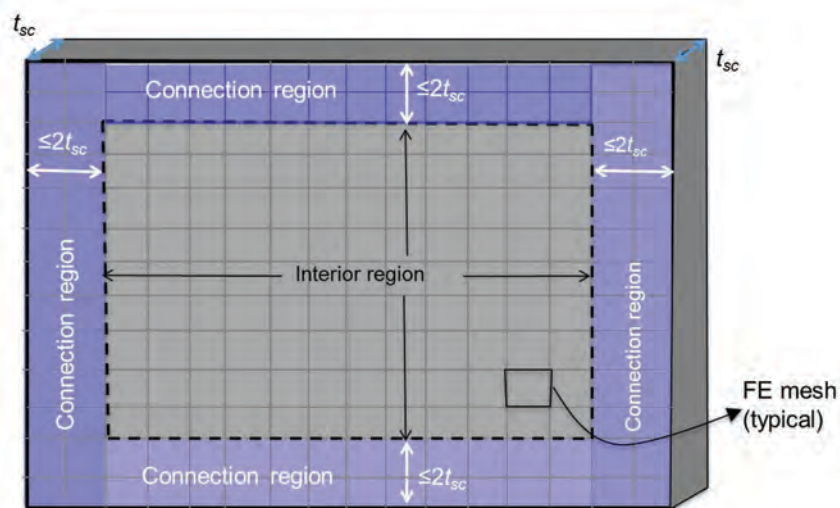 t_sc
t_sc
Connection region
≤2t_sc
≤2t_sc
≤2t_sc
Interior region
Connection region
Connection region
FE mesh
(typical)
Connection region
≤2t_sc